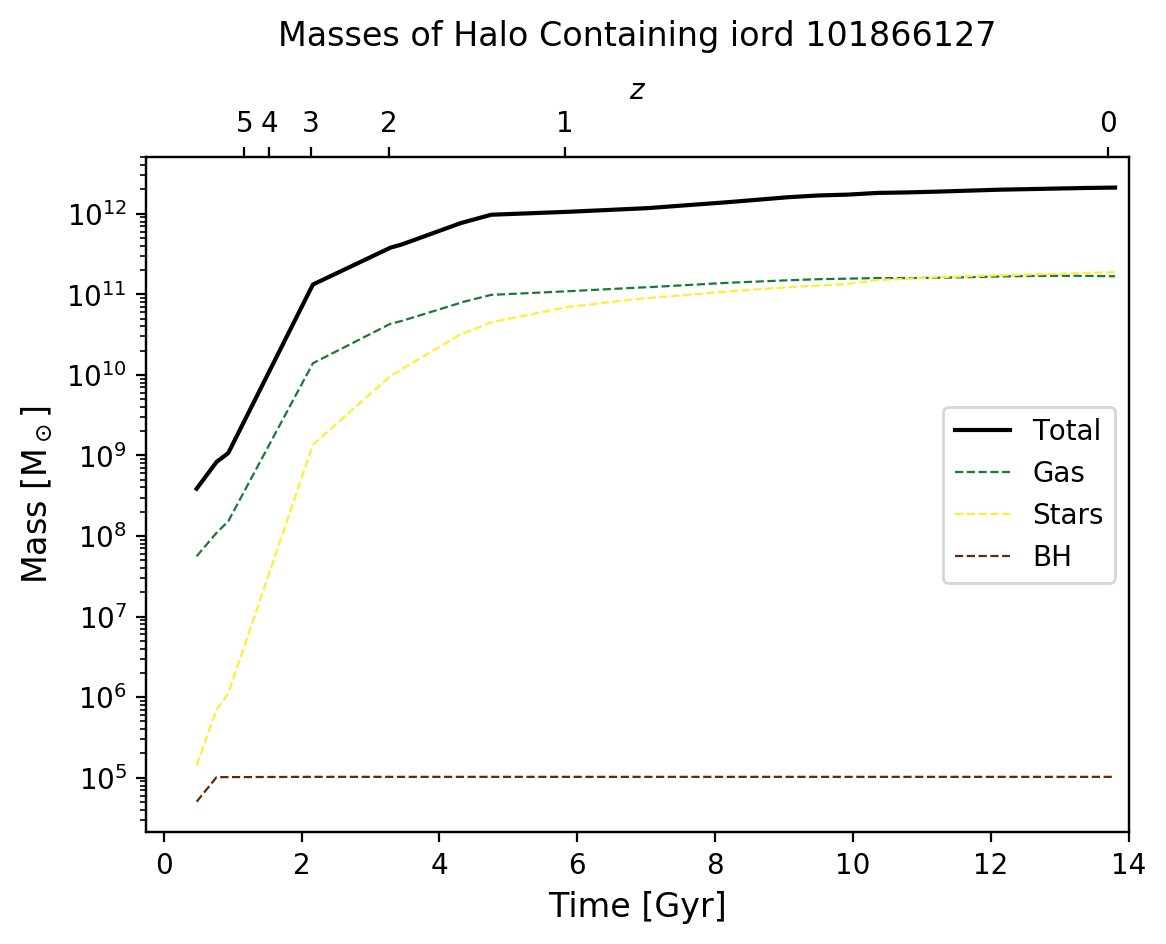 Masses of Halo Containing iord 101866127
z
5 4 3 2 1 0
10¹²
10¹¹
10¹⁰
10⁹
10⁸
10⁷
10⁶
10⁵
Mass [M⊙]
Total
Gas
Stars
BH
0 2 4 6 8 10 12 14
Time [Gyr]